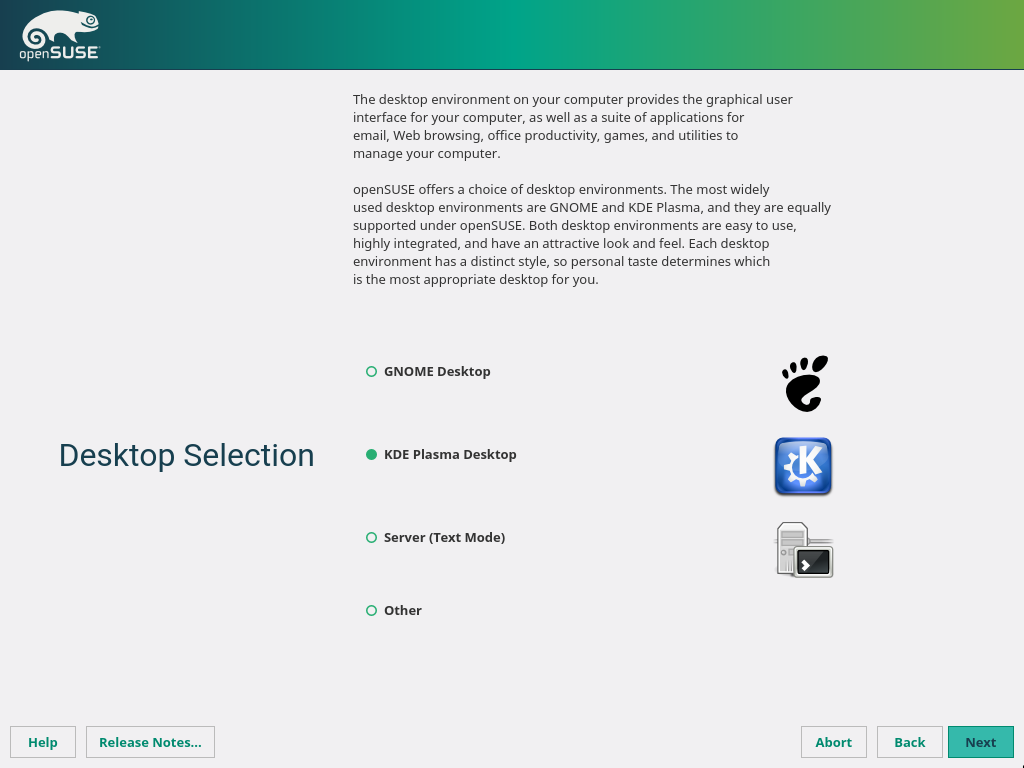 openSUSE
The desktop environment on your computer provides the graphical user
interface for your computer, as well as a suite of applications for
email, Web browsing, office productivity, games, and utilities to
manage your computer.
openSUSE offers a choice of desktop environments. The most widely
used desktop environments are GNOME and KDE Plasma, and they are equally
supported under openSUSE. Both desktop environments are easy to use,
highly integrated, and have an attractive look and feel. Each desktop
environment has a distinct style, so personal taste determines which
is the most appropriate desktop for you.
Desktop Selection
GNOME Desktop
KDE Plasma Desktop
Server (Text Mode)
Other
Help
Release Notes...
Abort
Back
Next